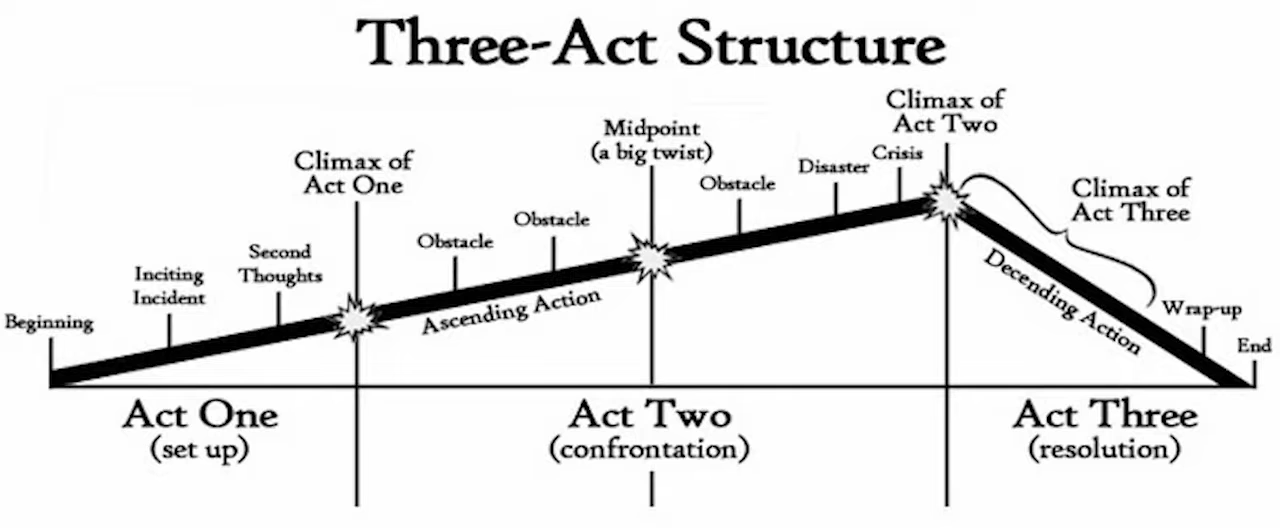 Three-Act Structure
Beginning
Inciting
Incident
Second
Thoughts
Climax of
Act One
Obstacle
Obstacle
Ascending Action
Midpoint
(a big twist)
Obstacle
Disaster
Crisis
Climax of
Act Two
Climax of
Act Three
Decending Action
Wrap-up
End
Act One
(set up)
Act Two
(confrontation)
Act Three
(resolution)